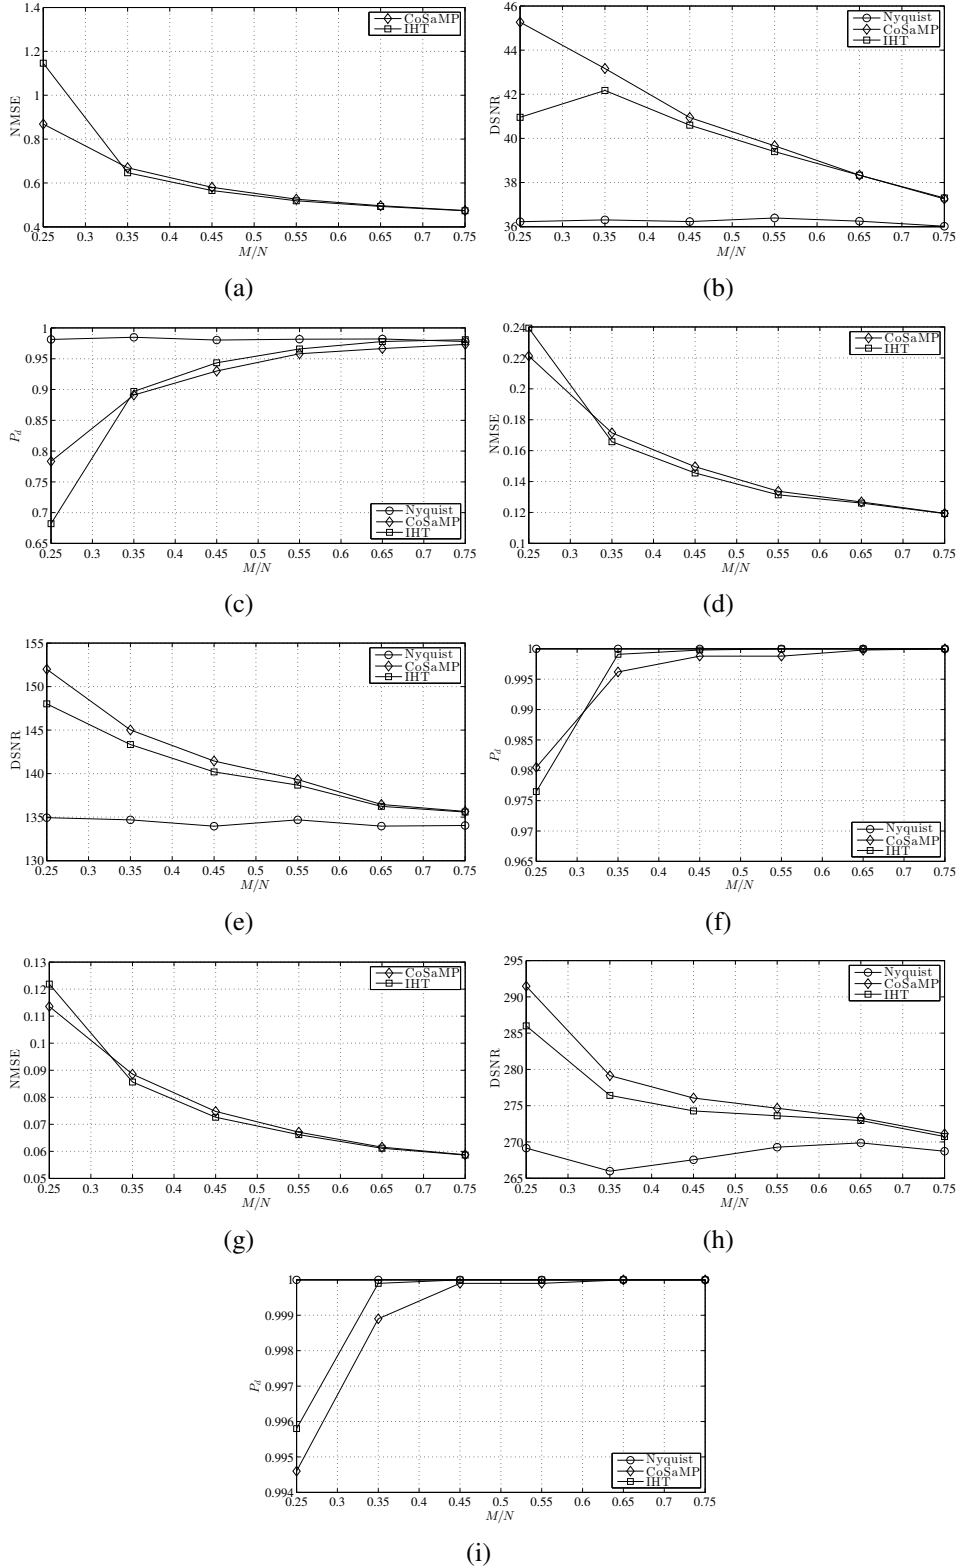 1.4
1.2
1
0.8
0.6
0.4
NMSE
CoSaMP
IHT
0.25 0.3 0.35 0.4 0.45 0.5 0.55 0.6 0.65 0.7 0.75
M/N
(a)
46
44
42
40
38
36
DSNR
Nyquist
CoSaMP
IHT
0.25 0.3 0.35 0.4 0.45 0.5 0.55 0.6 0.65 0.7 0.75
M/N
(b)
1
0.95
0.9
0.85
0.8
0.75
0.7
0.65
P_d
Nyquist
CoSaMP
IHT
0.25 0.3 0.35 0.4 0.45 0.5 0.55 0.6 0.65 0.7 0.75
M/N
(c)
0.24
0.22
0.2
0.18
0.16
0.14
0.12
0.1
NMSE
CoSaMP
IHT
0.25 0.3 0.35 0.4 0.45 0.5 0.55 0.6 0.65 0.7 0.75
M/N
(d)
155
150
145
140
135
130
DSNR
Nyquist
CoSaMP
IHT
0.25 0.3 0.35 0.4 0.45 0.5 0.55 0.6 0.65 0.7 0.75
M/N
(e)
1
0.995
0.99
0.985
0.98
0.975
0.97
0.965
P_d
Nyquist
CoSaMP
IHT
0.25 0.3 0.35 0.4 0.45 0.5 0.55 0.6 0.65 0.7 0.75
M/N
(f)
0.13
0.12
0.11
0.1
0.09
0.08
0.07
0.06
0.05
NMSE
CoSaMP
IHT
0.25 0.3 0.35 0.4 0.45 0.5 0.55 0.6 0.65 0.7 0.75
M/N
(g)
295
290
285
280
275
270
265
DSNR
Nyquist
CoSaMP
IHT
0.25 0.3 0.35 0.4 0.45 0.5 0.55 0.6 0.65 0.7 0.75
M/N
(h)
1
0.999
0.998
0.997
0.996
0.995
0.994
P_d
Nyquist
CoSaMP
IHT
0.25 0.3 0.35 0.4 0.45 0.5 0.55 0.6 0.65 0.7 0.75
M/N
(i)